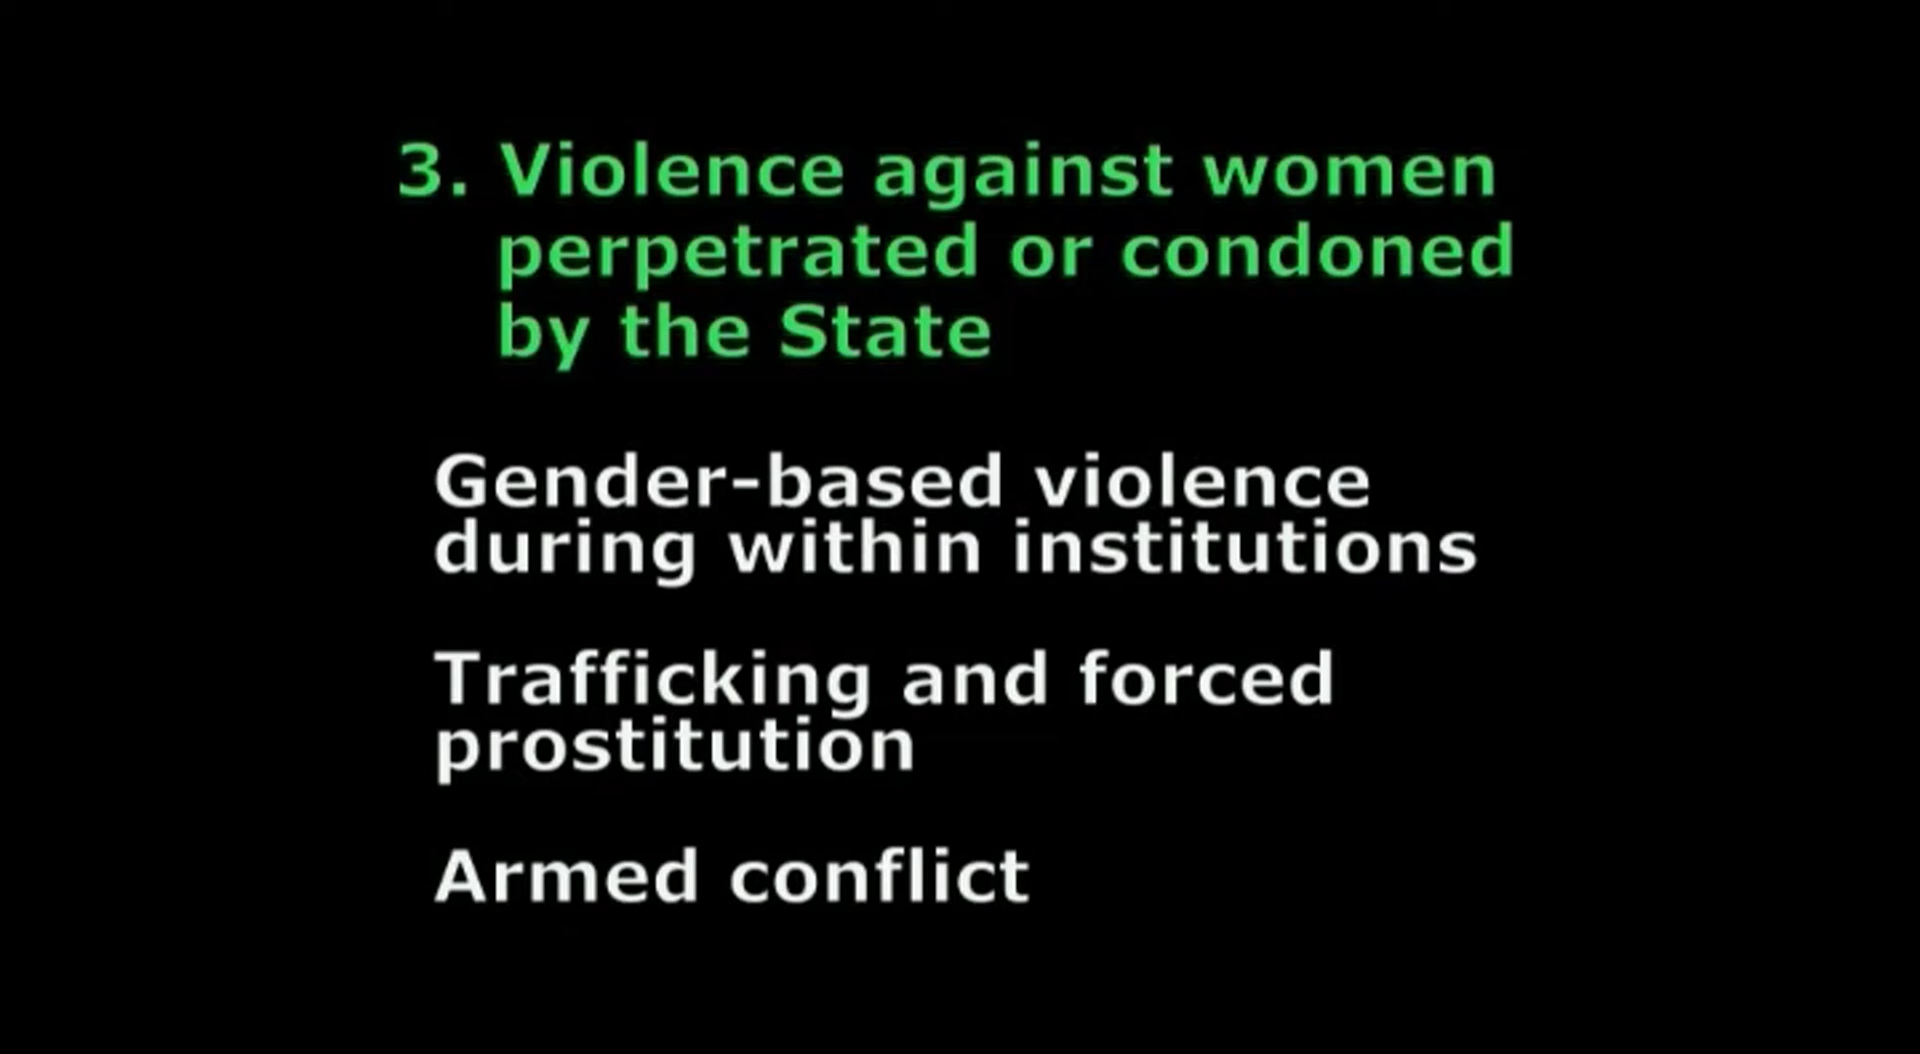 3. Violence against women
perpetrated or condoned
by the State
Gender-based violence
during within institutions
Trafficking and forced
prostitution
Armed conflict